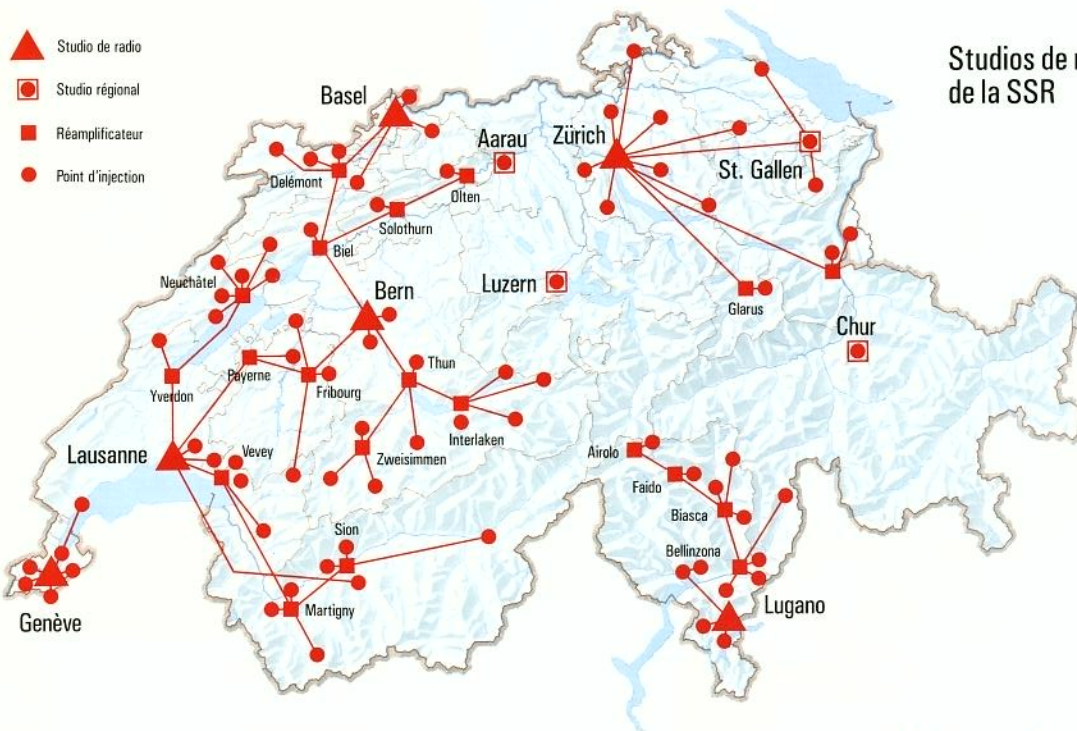 Studio de radio
Studio régional
Réamplificateur
Point d'injection
Studios de
de la SSR
Basel
Aarau
Zürich
St. Gallen
Delémont
Olten
Solothurn
Biel
Neuchâtel
Luzern
Bern
Glarus
Chur
Thun
Payerne
Fribourg
Yverdon
Interlaken
Lausanne
Vevey
Zweisimmen
Airolo
Faido
Biasca
Sion
Bellinzona
Martigny
Lugano
Genève